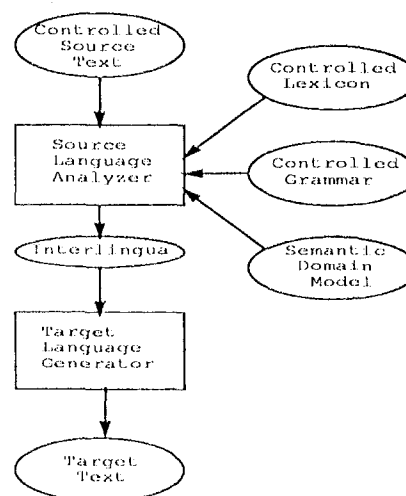 Controlled
Source
Text
Controlled
Lexicon
Source
Language
Analyzer
Controlled
Grammar
Interlingua
Semantic
Domain
Model
Target
Language
Generator
Target
Text